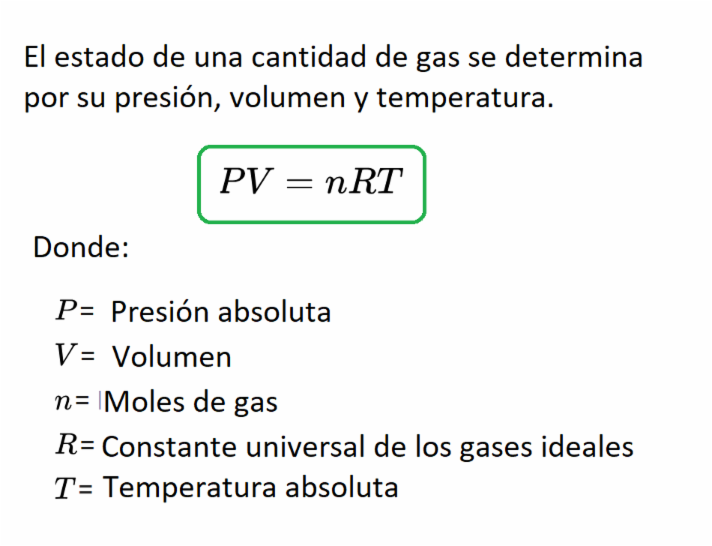 El estado de una cantidad de gas se determina
por su presión, volumen y temperatura.
PV = nRT
Donde:
P= Presión absoluta
V= Volumen
n= Moles de gas
R= Constante universal de los gases ideales
T= Temperatura absoluta